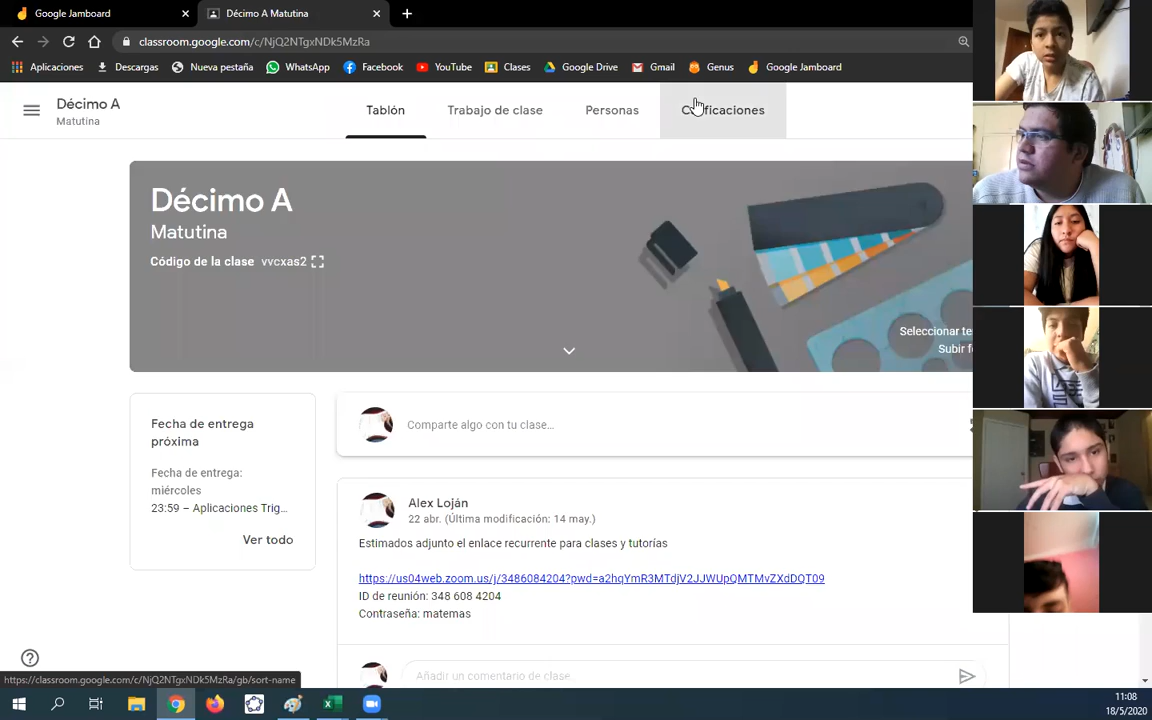 Google Jamboard
Décimo A Matutina
classroom.google.com/c/NjQ2NTgxNDk5MzRa
Aplicaciones
Descargas
Nueva pestaña
WhatsApp
Facebook
YouTube
Clases
Google Drive
Gmail
Genus
Google Jamboard
Décimo A
Matutina
Tablón
Trabajo de clase
Personas
Calificaciones
Décimo A
Matutina
Código de la clase vvcxas2
Seleccionar te
Subir fo
Fecha de entrega
próxima
Fecha de entrega:
miércoles
23:59 – Aplicaciones Trig…
Ver todo
Comparte algo con tu clase…
Alex Loján
22 abr. (Última modificación: 14 may.)
Estimados adjunto el enlace recurrente para clases y tutorías
https://us04web.zoom.us/j/3486084204?pwd=a2hqYmR3MTdjV2JJWUpQMTMvZXdDQT09
ID de reunión: 348 608 4204
Contraseña: matemas
Añadir un comentario de clase…
https://classroom.google.com/c/NjQ2NTgxNDk5MzRa/gb/sort-name
11:08
18/5/2020